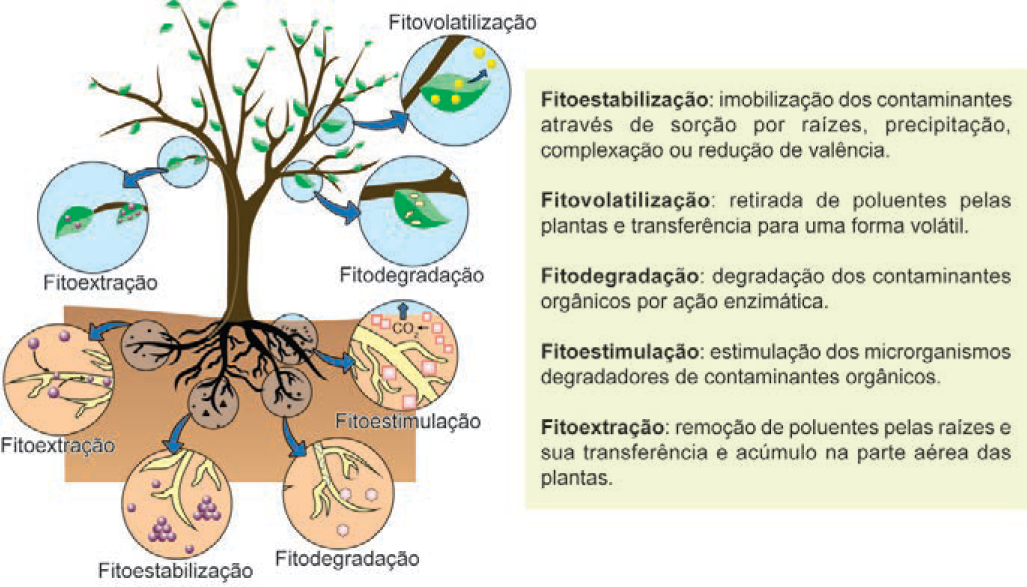 Fitovolatilização
Fitoextração
Fitodegradação
CO₂
Fitoextração
Fitoestimulação
Fitoestabilização
Fitodegradação
Fitoestabilização: imobilização dos contaminantes
através de sorção por raízes, precipitação,
complexação ou redução de valência.
Fitovolatilização: retirada de poluentes pelas
plantas e transferência para uma forma volátil.
Fitodegradação: degradação dos contaminantes
orgânicos por ação enzimática.
Fitoestimulação: estimulação dos microrganismos
degradadores de contaminantes orgânicos.
Fitoextração: remoção de poluentes pelas raízes e
sua transferência e acúmulo na parte aérea das
plantas.